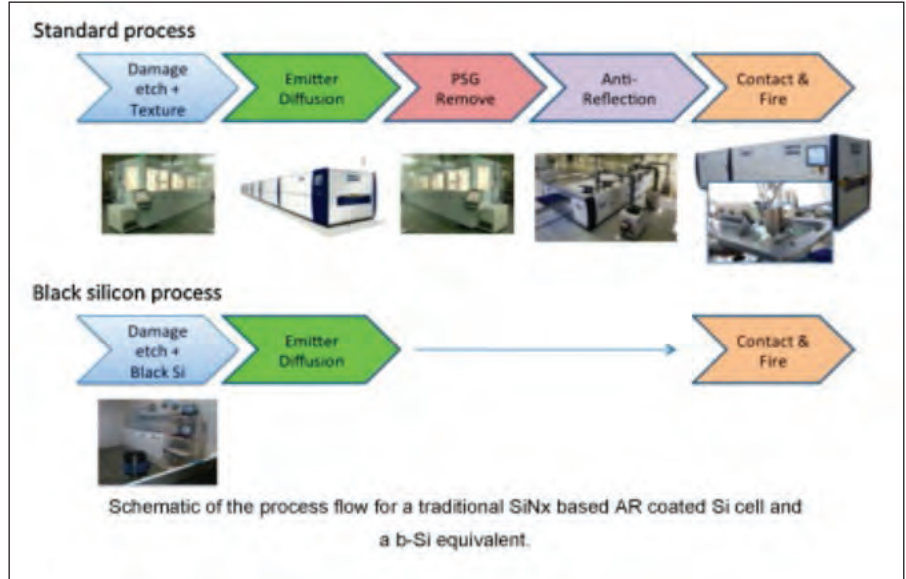 Standard process
Damage
etch +
Texture
Emitter
Diffusion
PSG
Remove
Anti-
Reflection
Contact &
Fire
Black silicon process
Damage
etch +
Black Si
Emitter
Diffusion
Contact &
Fire
Schematic of the process flow for a traditional SiNx based AR coated Si cell and
a b-Si equivalent.